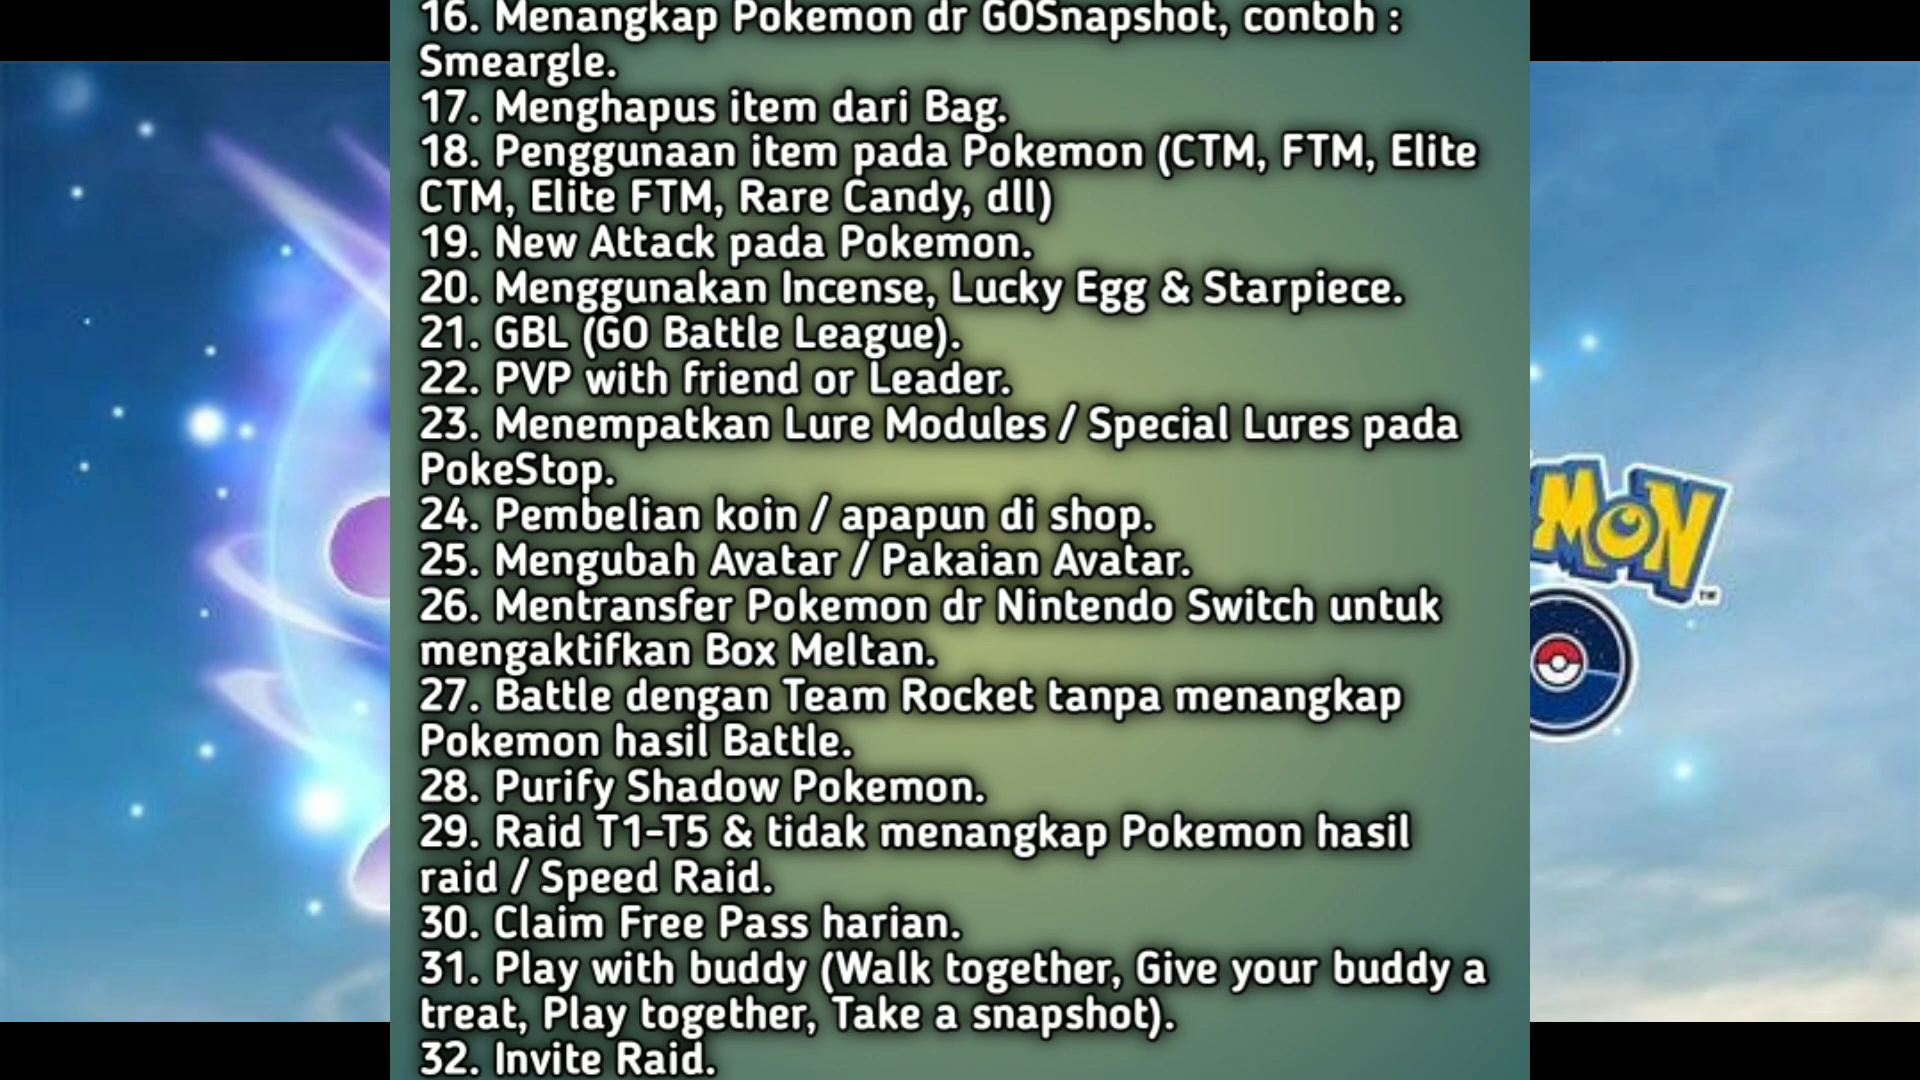 16. Menangkap Pokemon dr GOSnapshot, contoh :
Smeargle.
17. Menghapus item dari Bag.
18. Penggunaan item pada Pokemon (CTM, FTM, Elite
CTM, Elite FTM, Rare Candy, dll)
19. New Attack pada Pokemon.
20. Menggunakan Incense, Lucky Egg & Starpiece.
21. GBL (GO Battle League).
22. PVP with friend or Leader.
23. Menempatkan Lure Modules / Special Lures pada
PokeStop.
24. Pembelian koin / apapun di shop.
25. Mengubah Avatar / Pakaian Avatar.
26. Mentransfer Pokemon dr Nintendo Switch untuk
mengaktifkan Box Meltan.
27. Battle dengan Team Rocket tanpa menangkap
Pokemon hasil Battle.
28. Purify Shadow Pokemon.
29. Raid T1-T5 & tidak menangkap Pokemon hasil
raid / Speed Raid.
30. Claim Free Pass harian.
31. Play with buddy (Walk together, Give your buddy a
treat, Play together, Take a snapshot).
32. Invite Raid.
MON
TM